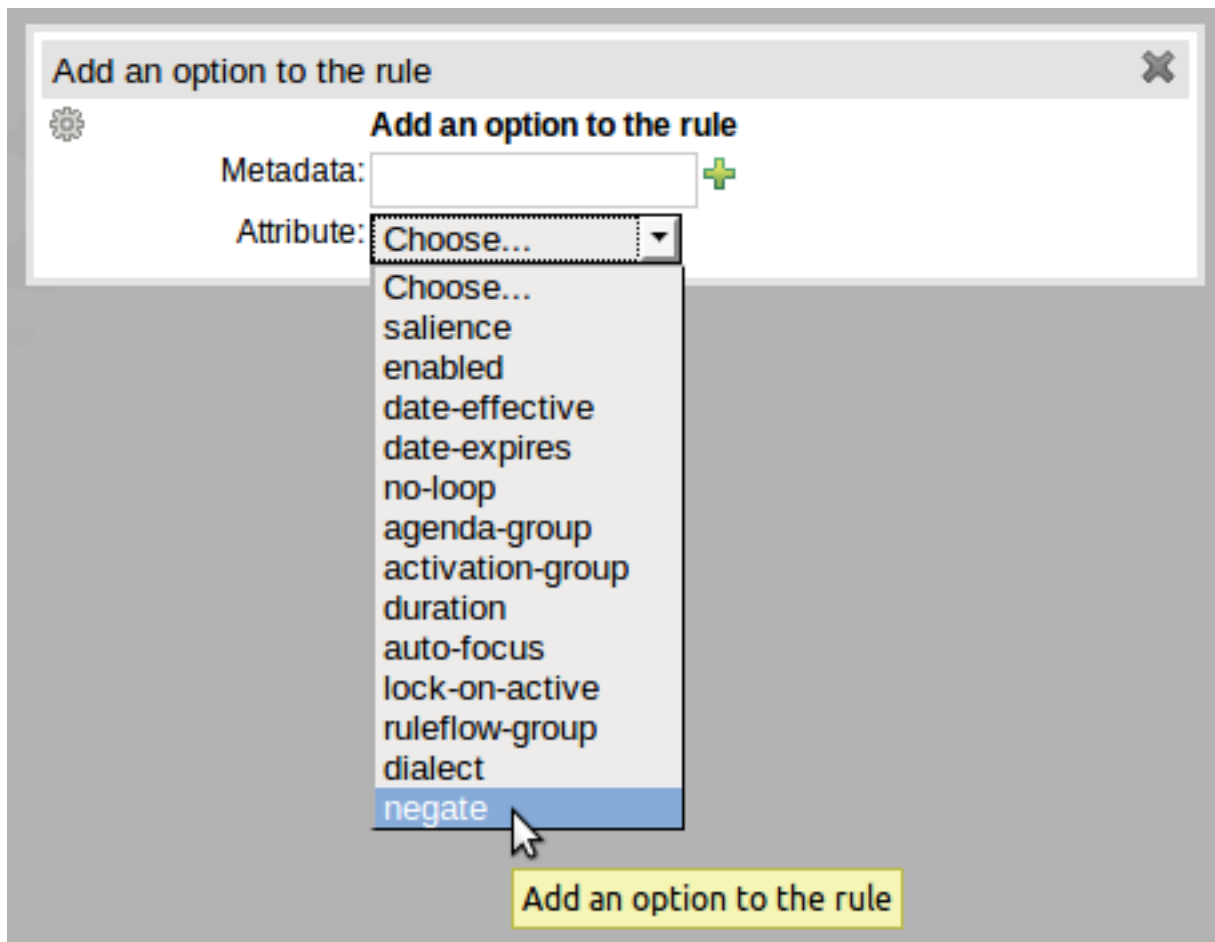 Add an option to the rule
Add an option to the rule
Metadata:
Attribute: Choose...
Choose...
salience
enabled
date-effective
date-expires
no-loop
agenda-group
activation-group
duration
auto-focus
lock-on-active
ruleflow-group
dialect
negate
Add an option to the rule